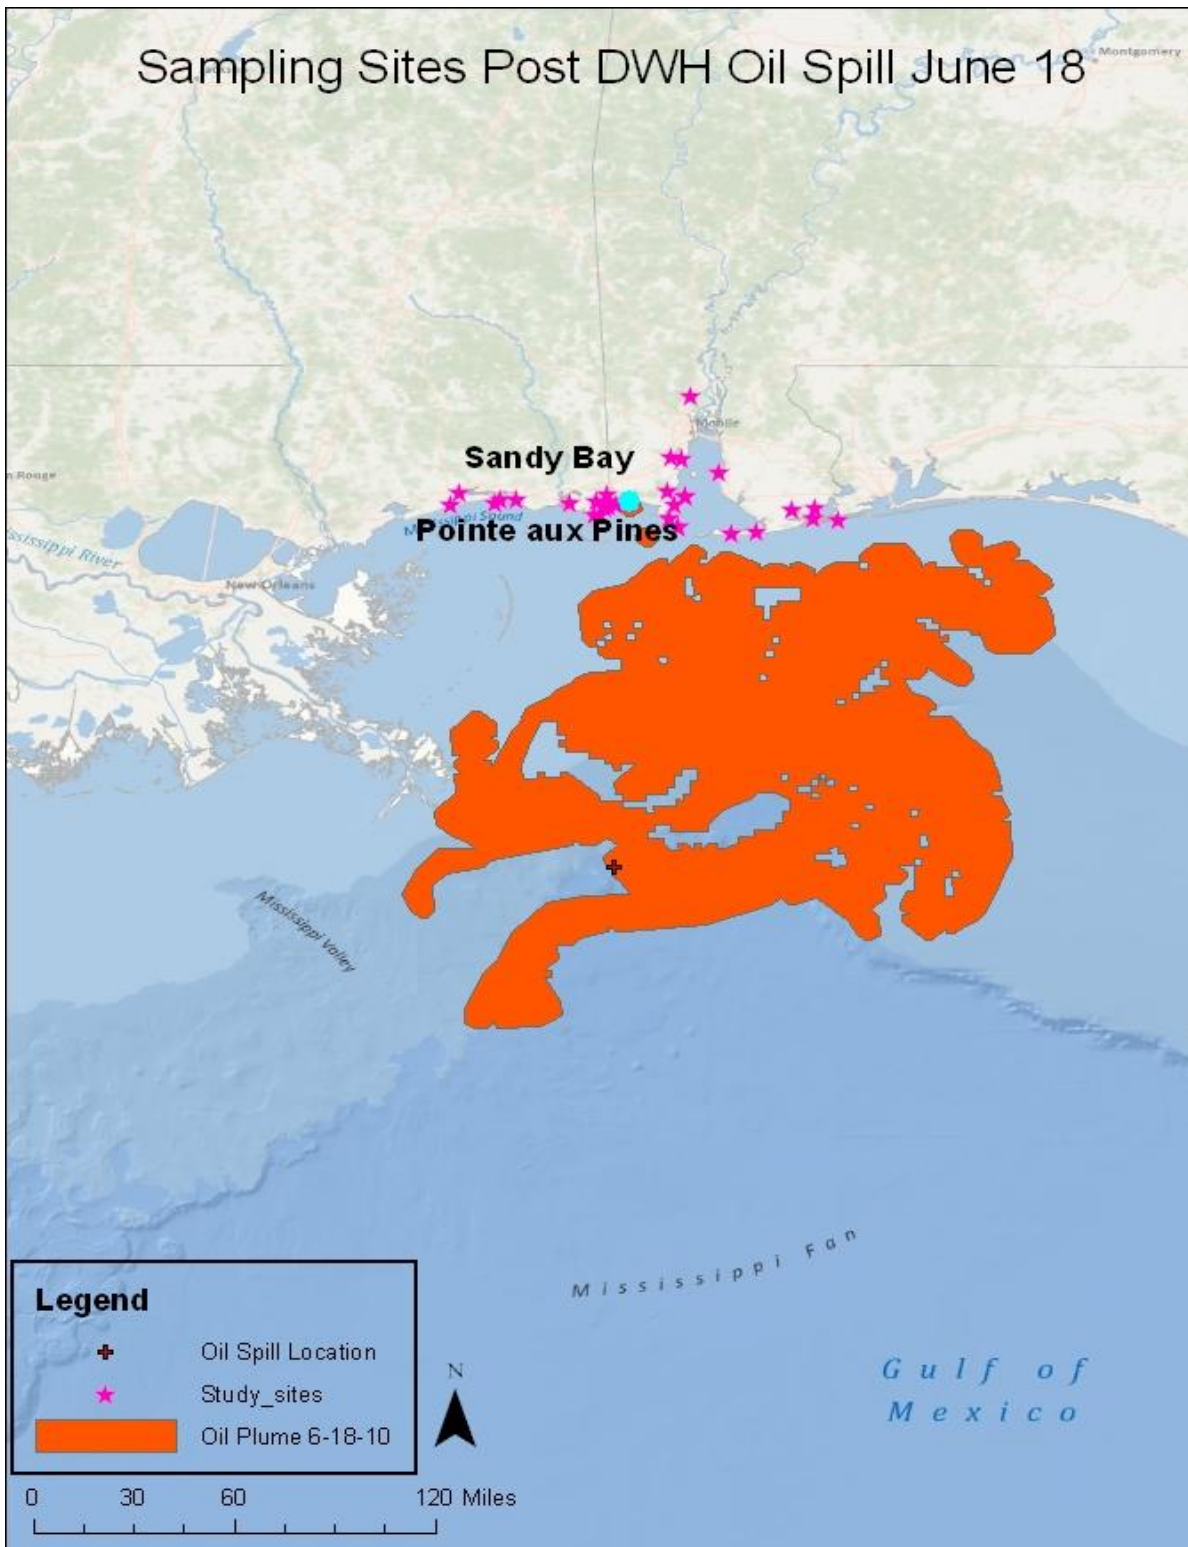 Sampling Sites Post DWH Oil Spill June 18
Montgomery
Mobile
Sandy Bay
n Rouge
Mississippi Sound
Pointe aux Pines
ssissippi River
New Orleans
Mississippi Valley
Mississippi Fan
Gulf of
Mexico
Legend
Oil Spill Location
Study_sites
Oil Plume 6-18-10
N
0 30 60 120 Miles